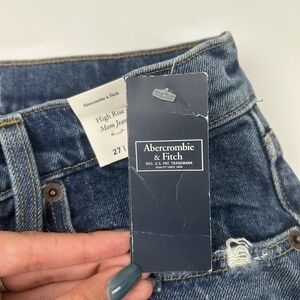 Abercrombie & Fitch
High Rise
Mom Jean
27 |
Abercrombie
& Fitch
REG. U.S. PAT. TRADEMARK
QUALITY SINCE 1892